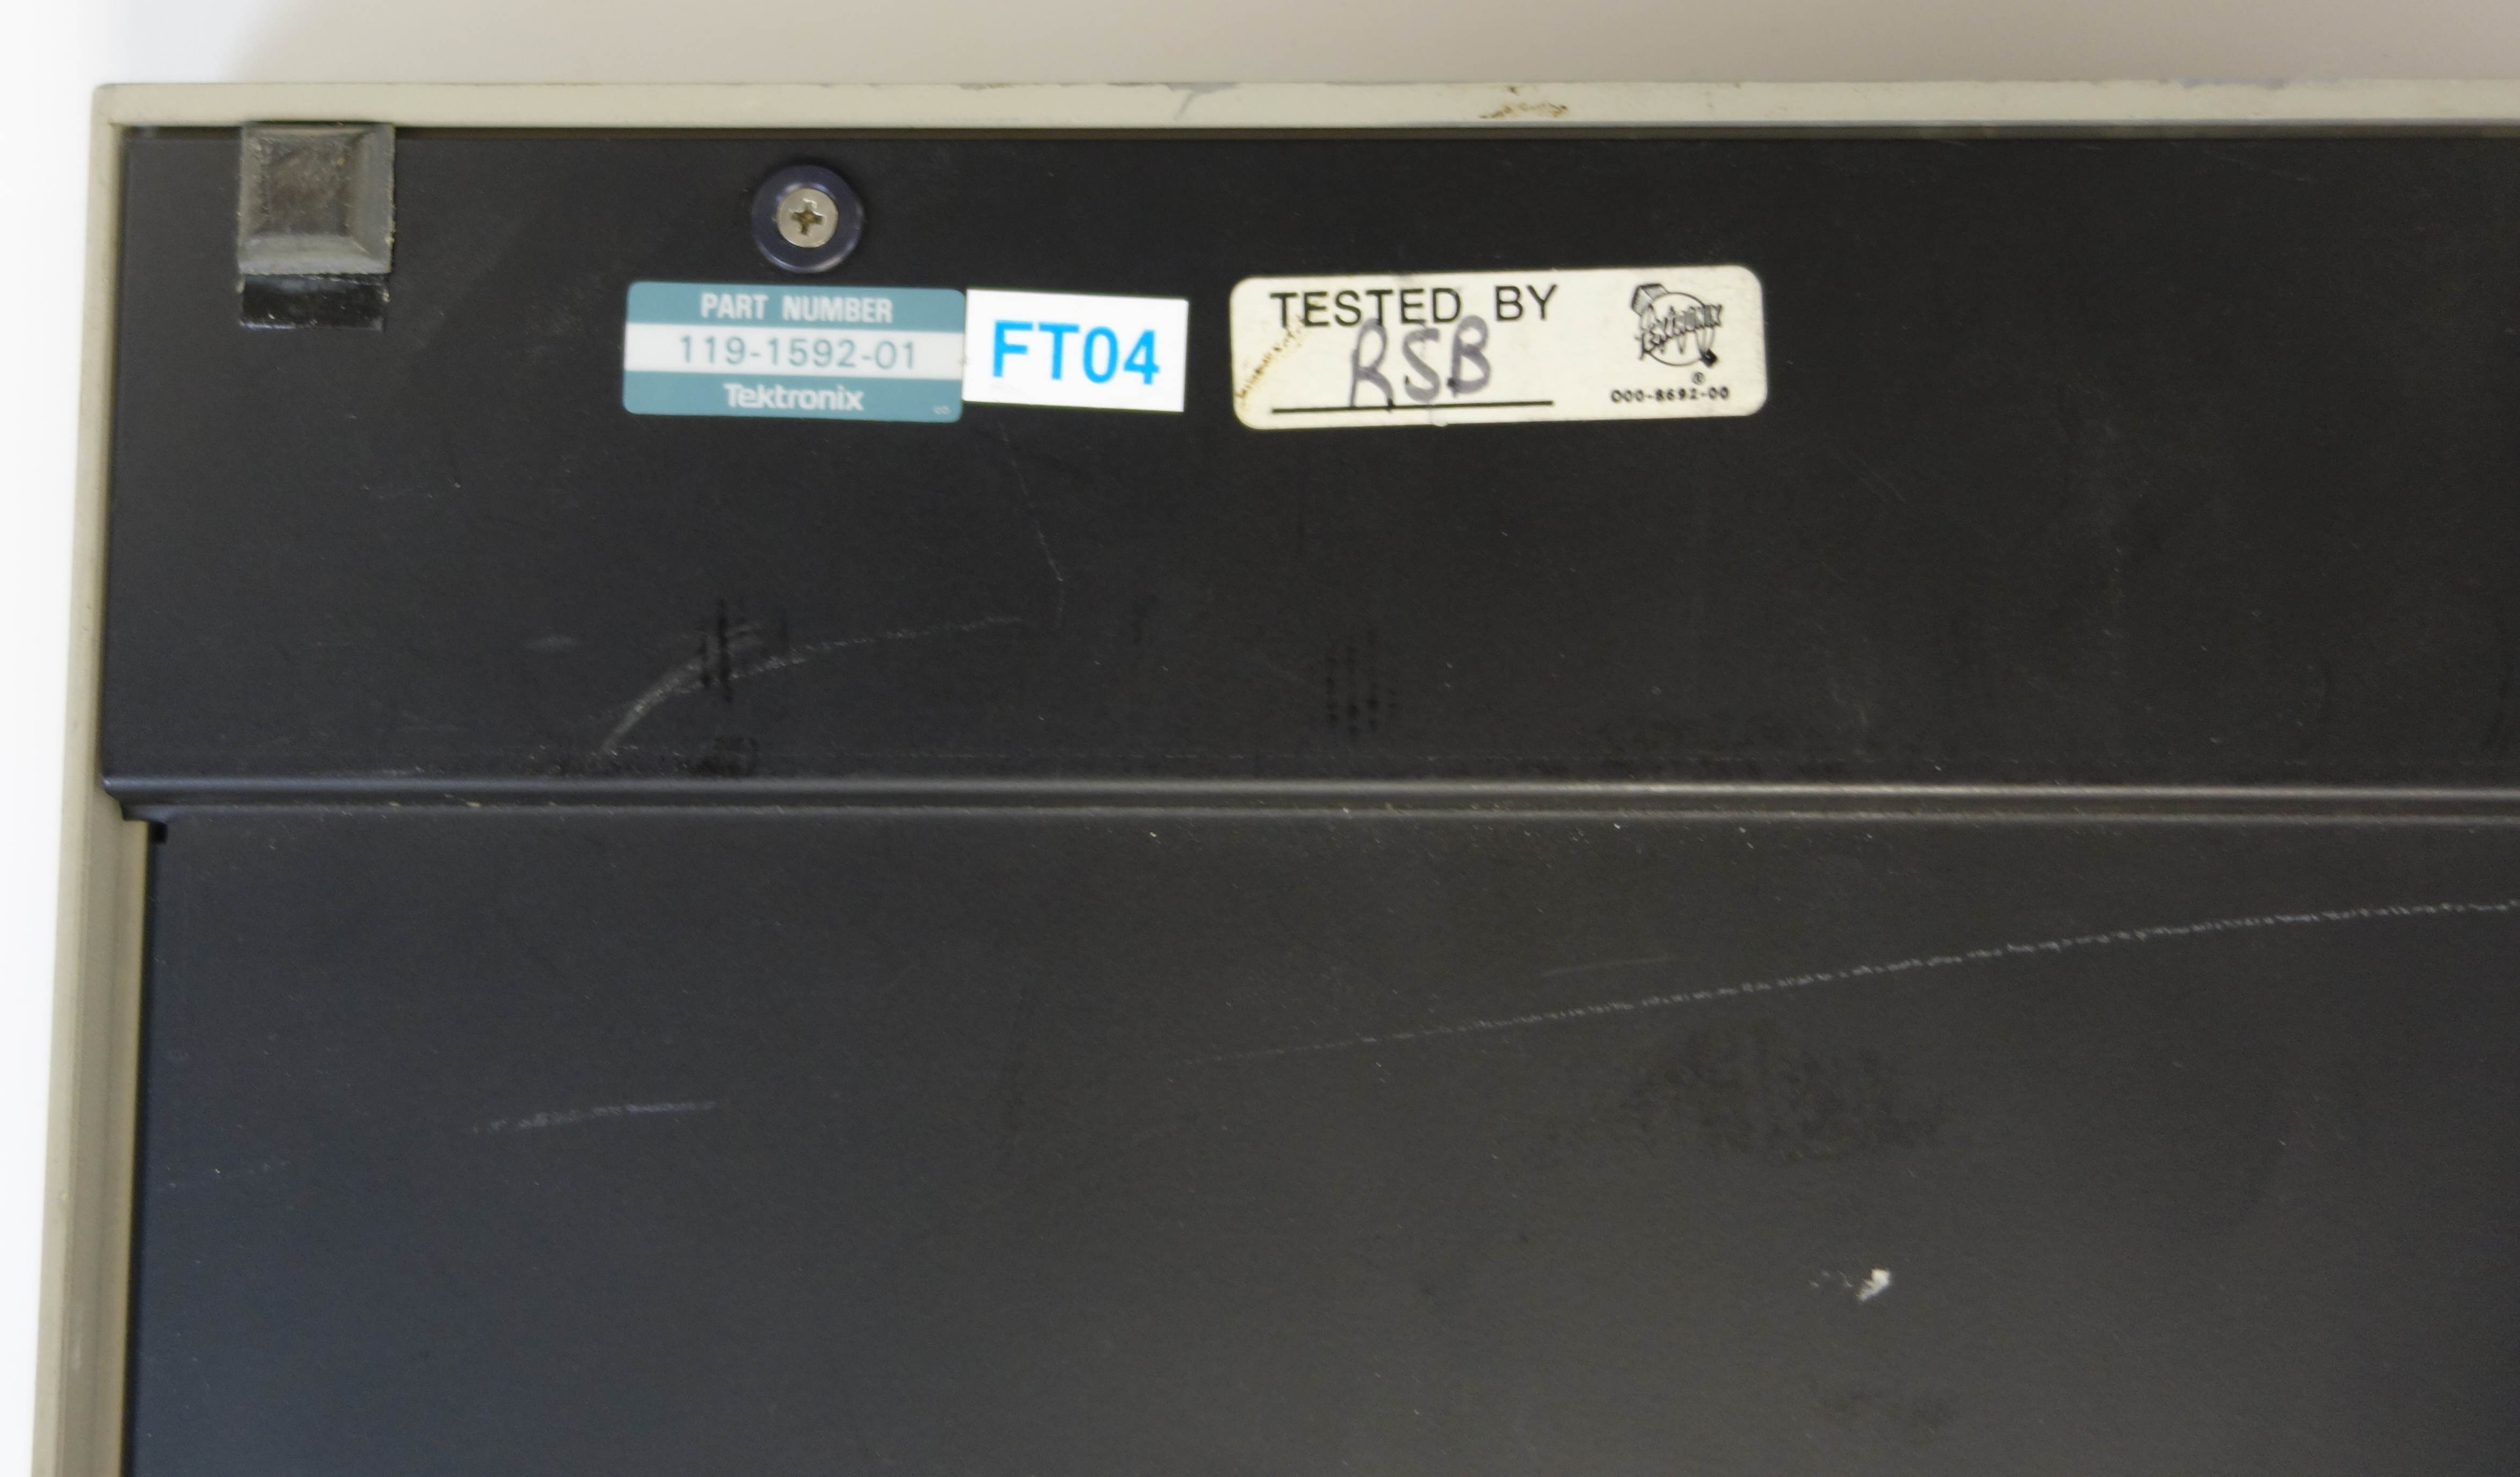 PART NUMBER
119-1592-01
Tektronix
FT04
TESTED BY
RSB
®
000-8692-00